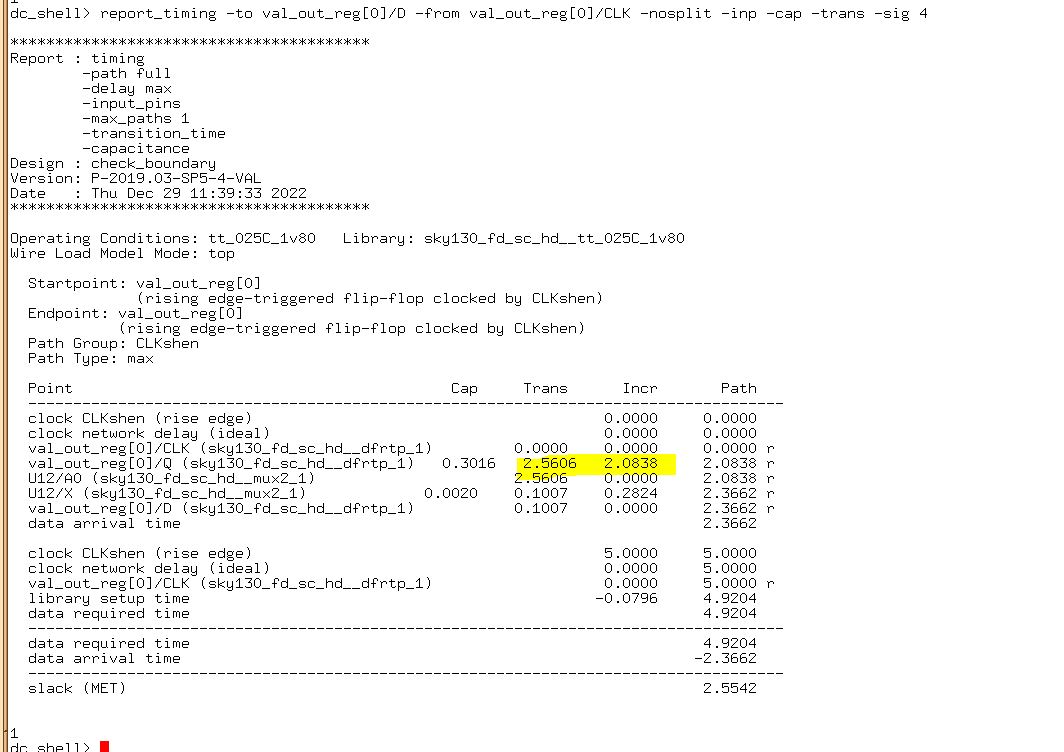 1
dc_shell> report_timing -to val_out_reg[0]/D -from val_out_reg[0]/CLK -nosplit -inp -cap -trans -sig 4
****************************************
Report : timing
-path full
-delay max
-input_pins
-max_paths 1
-transition_time
-capacitance
Design : check_boundary
Version: P-2019.03-SP5-4-VAL
Date : Thu Dec 29 11:39:33 2022
****************************************
Operating Conditions: tt_025C_1v80 Library: sky130_fd_sc_hd__tt_025C_1v80
Wire Load Model Mode: top
Startpoint: val_out_reg[0]
(rising edge-triggered flip-flop clocked by CLKshen)
Endpoint: val_out_reg[0]
(rising edge-triggered flip-flop clocked by CLKshen)
Path Group: CLKshen
Path Type: max
Point Cap Trans Incr Path
------------------------------------------------------------------------------------
clock CLKshen (rise edge) 0.0000 0.0000
clock network delay (ideal) 0.0000 0.0000
val_out_reg[0]/CLK (sky130_fd_sc_hd__dfrtp_1) 0.0000 0.0000 0.0000 r
val_out_reg[0]/Q (sky130_fd_sc_hd__dfrtp_1) 0.3016 2.5606 2.0838 2.0838 r
U12/A0 (sky130_fd_sc_hd__mux2_1) 2.5606 0.0000 2.0838 r
U12/X (sky130_fd_sc_hd__mux2_1) 0.0020 0.1007 0.2824 2.3662 r
val_out_reg[0]/D (sky130_fd_sc_hd__dfrtp_1) 0.1007 0.0000 2.3662 r
data arrival time 2.3662
clock CLKshen (rise edge) 5.0000 5.0000
clock network delay (ideal) 0.0000 5.0000
val_out_reg[0]/CLK (sky130_fd_sc_hd__dfrtp_1) 0.0000 5.0000 r
library setup time -0.0796 4.9204
data required time 4.9204
------------------------------------------------------------------------------------
data required time 4.9204
data arrival time -2.3662
------------------------------------------------------------------------------------
slack (MET) 2.5542
1
dc_shell>